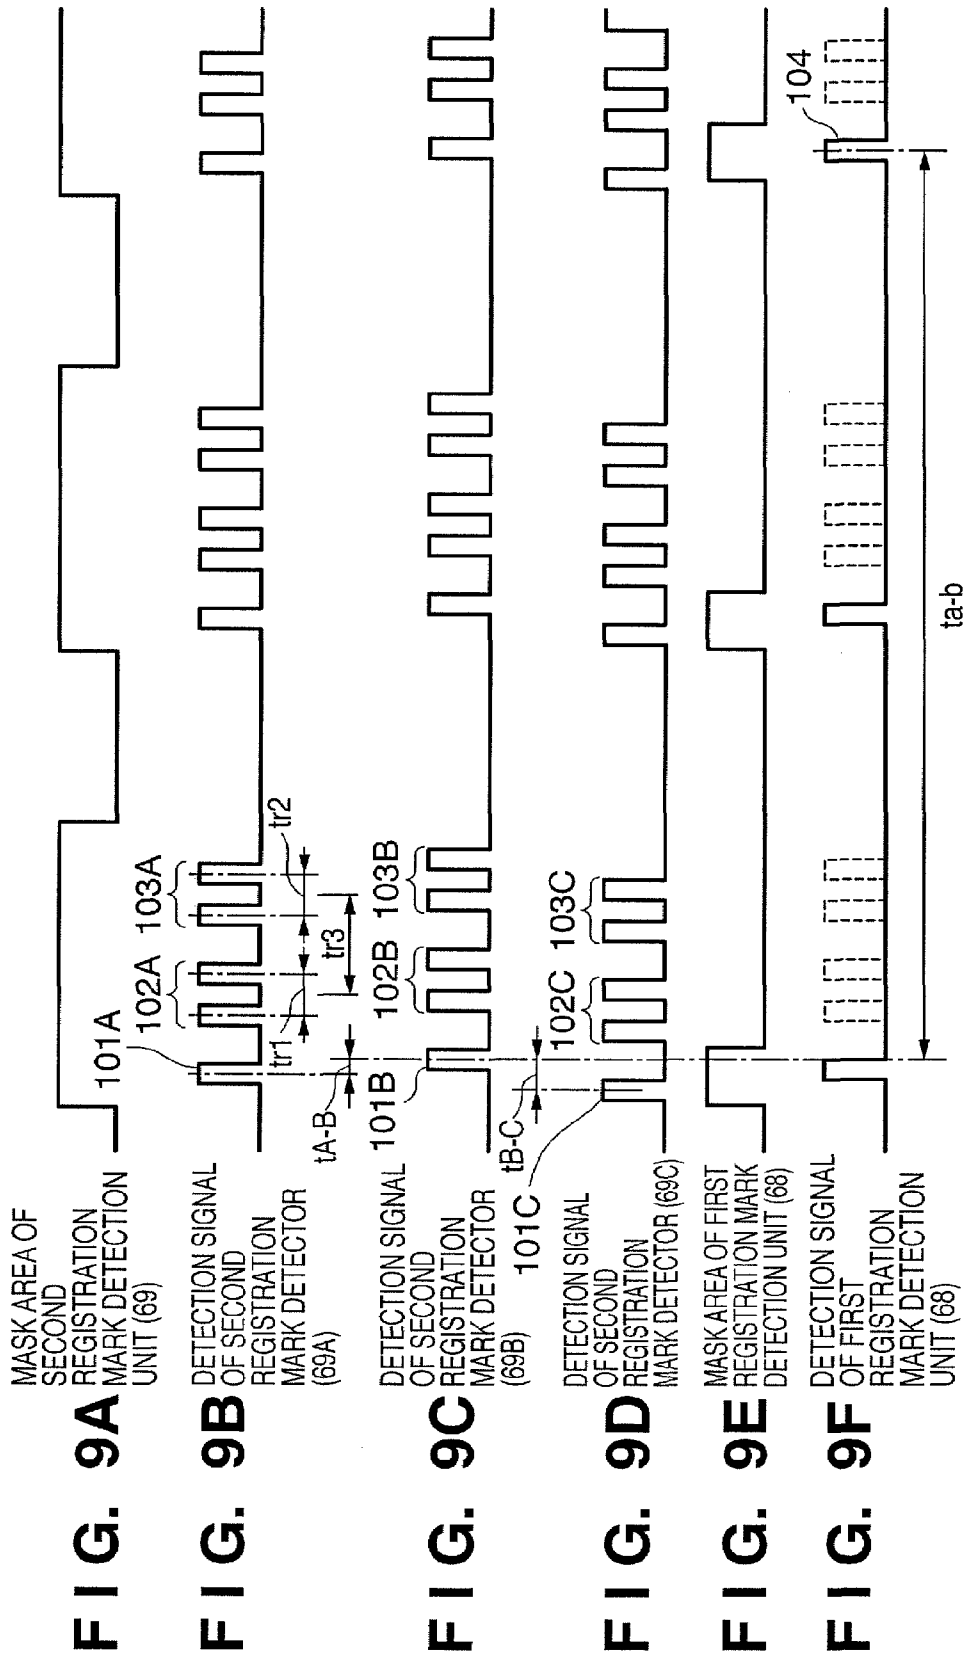 FIG. 9A
MASK AREA OF
SECOND
REGISTRATION
MARK DETECTION
UNIT (69)
FIG. 9B
DETECTION SIGNAL
OF SECOND
REGISTRATION
MARK DETECTOR
(69A)
101A
102A
103A
tA-B
tr1
tr3
tr2
FIG. 9C
DETECTION SIGNAL
OF SECOND
REGISTRATION
MARK DETECTOR
(69B)
101B
102B
103B
tB-C
101C
FIG. 9D
DETECTION SIGNAL
OF SECOND
REGISTRATION
MARK DETECTOR (69C)
102C
103C
FIG. 9E
MASK AREA OF FIRST
REGISTRATION MARK
DETECTION UNIT (68)
FIG. 9F
DETECTION SIGNAL
OF FIRST
REGISTRATION
MARK DETECTION
UNIT (68)
104
ta-b